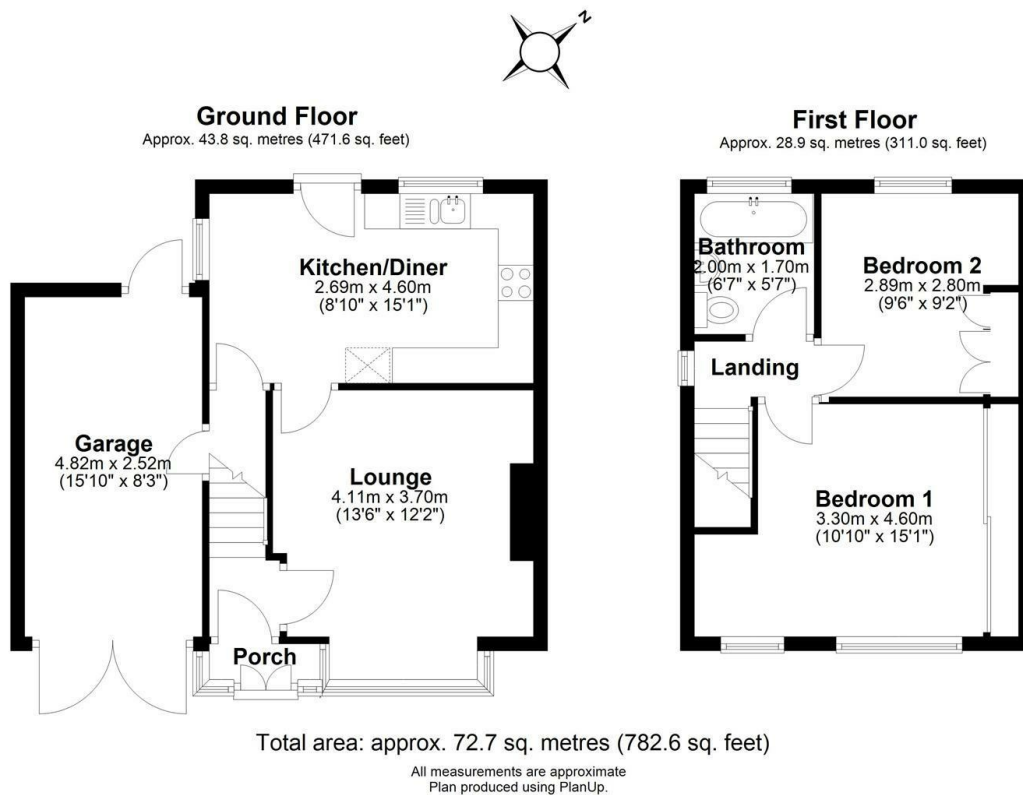 N
Ground Floor
Approx. 43.8 sq. metres (471.6 sq. feet)
Kitchen/Diner
2.69m x 4.60m
(8'10" x 15'1")
Garage
4.82m x 2.52m
(15'10" x 8'3")
Lounge
4.11m x 3.70m
(13'6" x 12'2")
Porch
First Floor
Approx. 28.9 sq. metres (311.0 sq. feet)
Bathroom
2.00m x 1.70m
(6'7" x 5'7")
Bedroom 2
2.89m x 2.80m
(9'6" x 9'2")
Landing
Bedroom 1
3.30m x 4.60m
(10'10" x 15'1")
Total area: approx. 72.7 sq. metres (782.6 sq. feet)
All measurements are approximate
Plan produced using PlanUp.